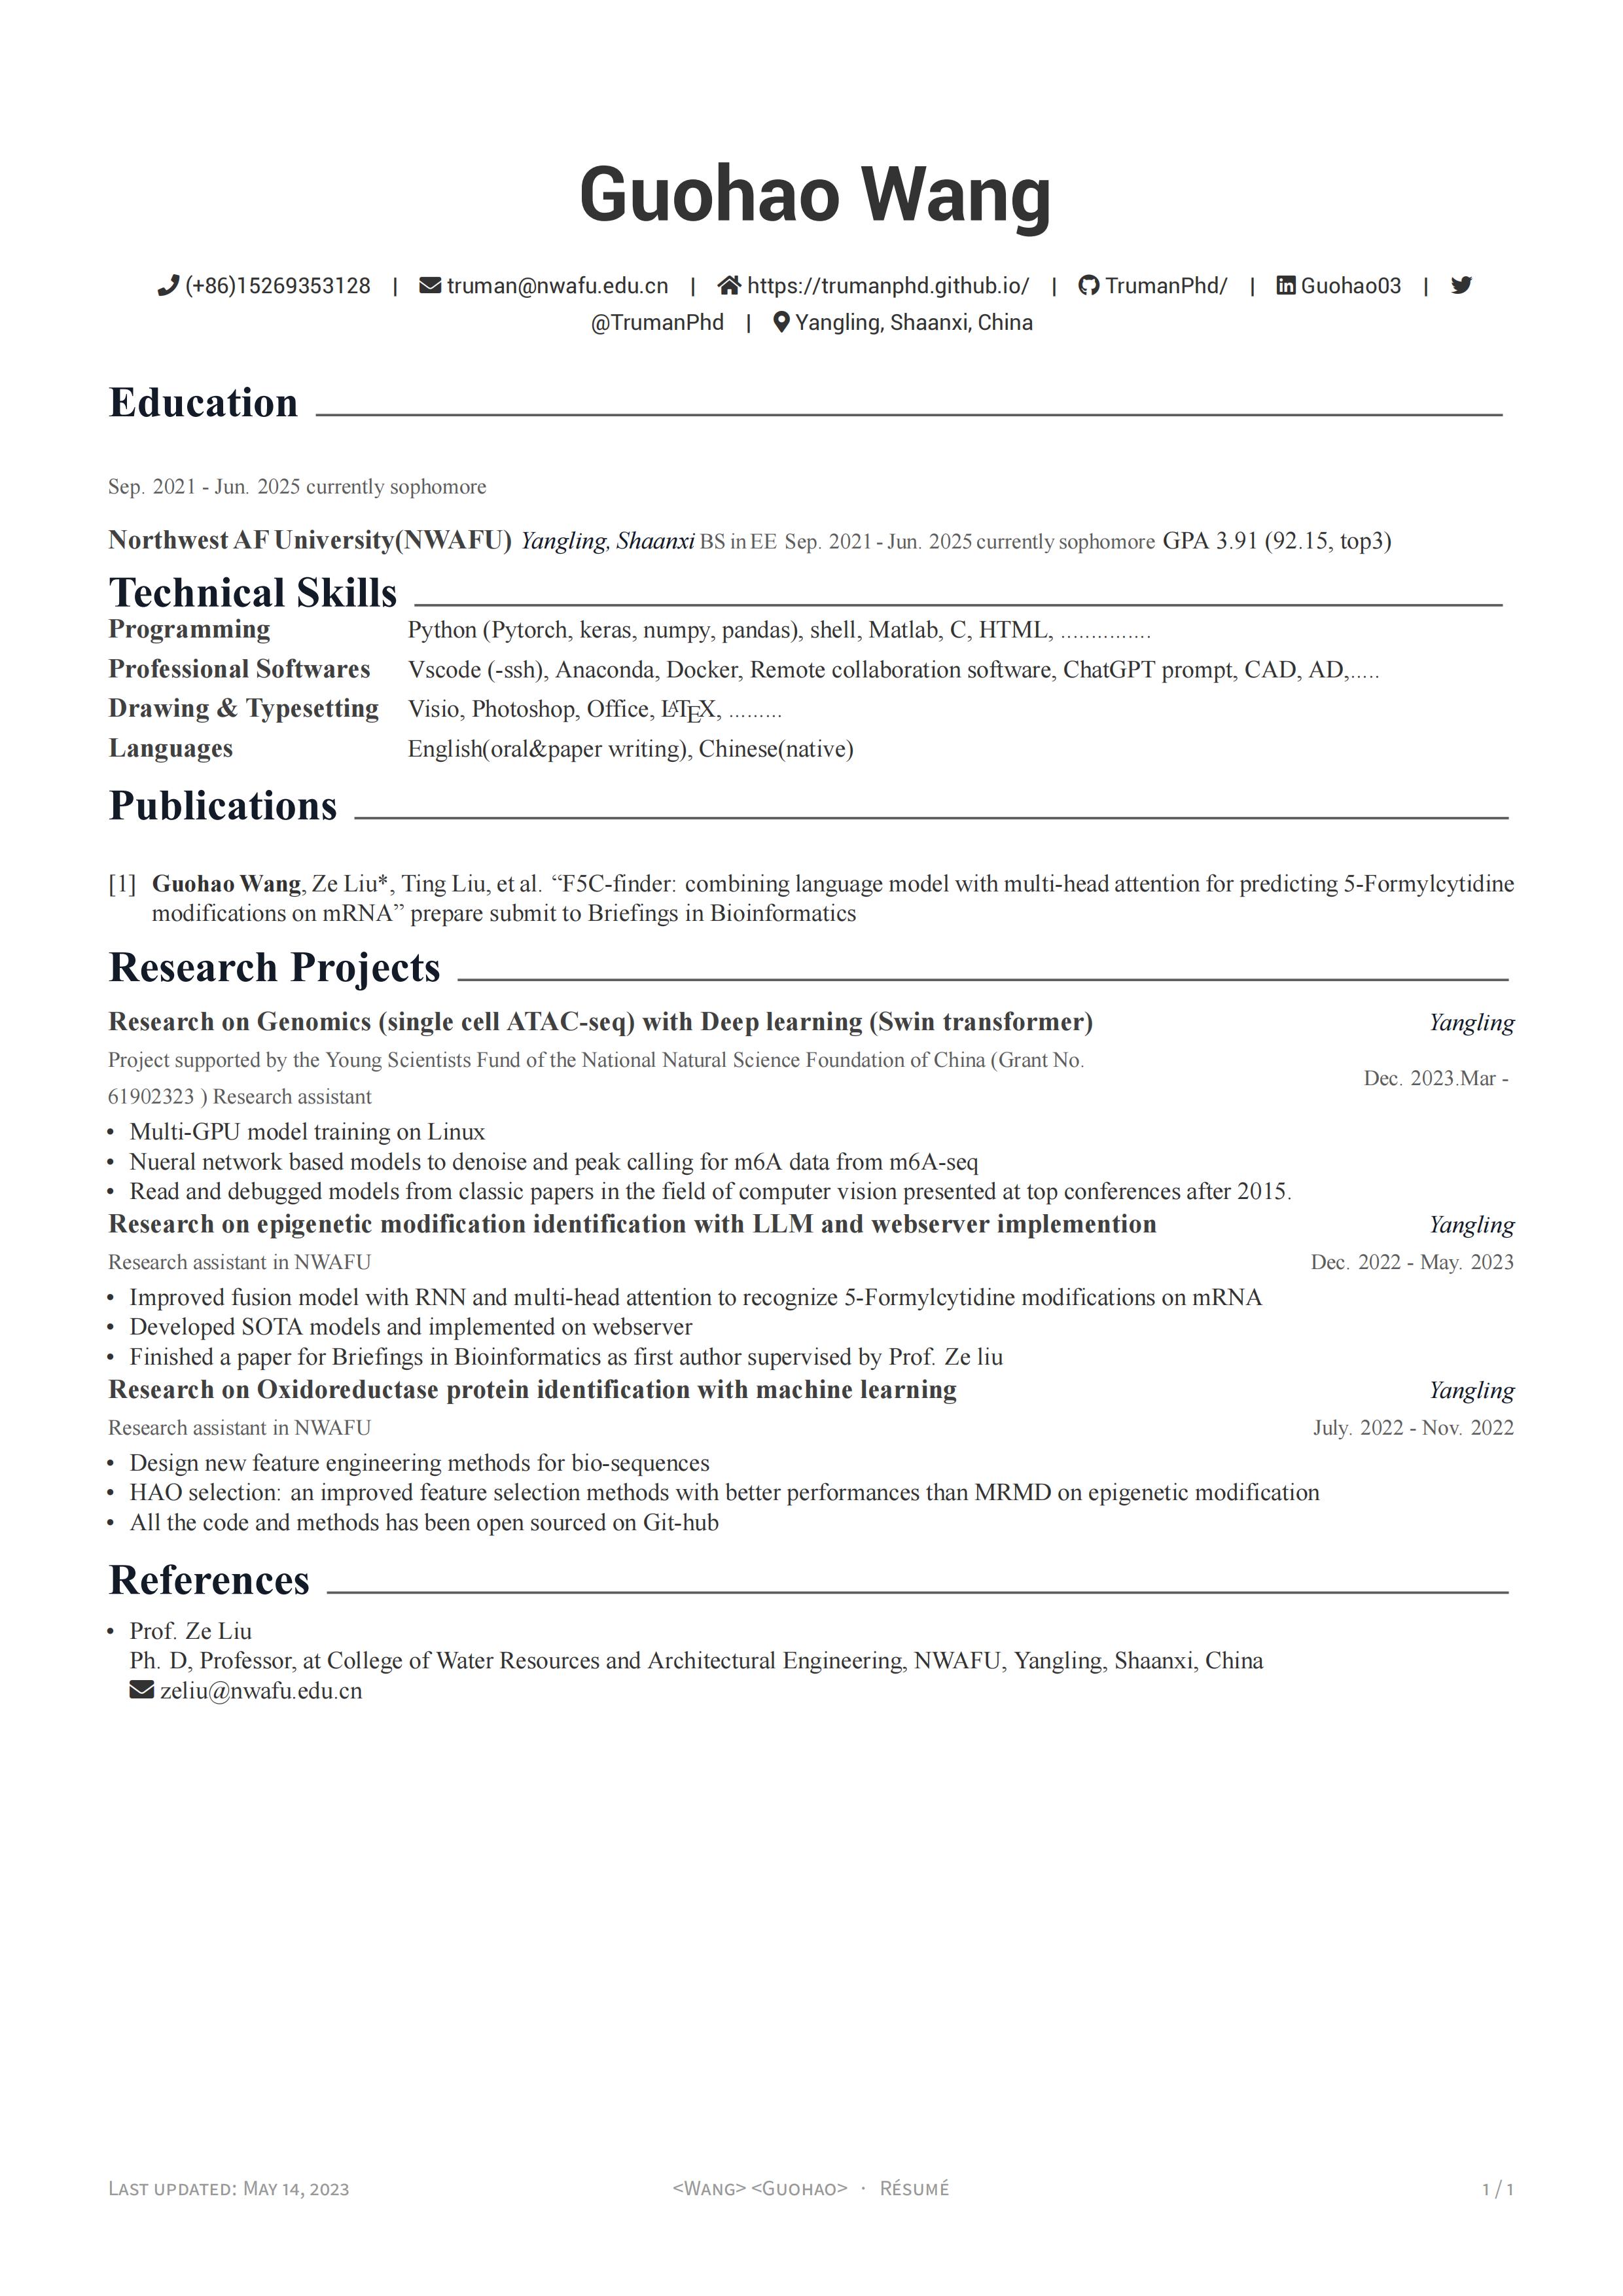 Guohao Wang
(+86)15269353128 | truman@nwafu.edu.cn | https://trumanphd.github.io/ | TrumanPhd/ | Guohao03 |
@TrumanPhd | Yangling, Shaanxi, China
Education
Sep. 2021 - Jun. 2025 currently sophomore
Northwest AF University(NWAFU) Yangling, Shaanxi BS in EE Sep. 2021 - Jun. 2025 currently sophomore GPA 3.91 (92.15, top3)
Technical Skills
Programming Python (Pytorch, keras, numpy, pandas), shell, Matlab, C, HTML, ...............
Professional Softwares Vscode (-ssh), Anaconda, Docker, Remote collaboration software, ChatGPT prompt, CAD, AD,.....
Drawing & Typesetting Visio, Photoshop, Office, LATEX, .........
Languages English(oral&paper writing), Chinese(native)
Publications
[1] Guohao Wang, Ze Liu*, Ting Liu, et al. “F5C-finder: combining language model with multi-head attention for predicting 5-Formylcytidine
modifications on mRNA” prepare submit to Briefings in Bioinformatics
Research Projects
Research on Genomics (single cell ATAC-seq) with Deep learning (Swin transformer) Yangling
Project supported by the Young Scientists Fund of the National Natural Science Foundation of China (Grant No.
Dec. 2023.Mar -
61902323 ) Research assistant
• Multi-GPU model training on Linux
• Nueral network based models to denoise and peak calling for m6A data from m6A-seq
• Read and debugged models from classic papers in the field of computer vision presented at top conferences after 2015.
Research on epigenetic modification identification with LLM and webserver implemention Yangling
Research assistant in NWAFU Dec. 2022 - May. 2023
• Improved fusion model with RNN and multi-head attention to recognize 5-Formylcytidine modifications on mRNA
• Developed SOTA models and implemented on webserver
• Finished a paper for Briefings in Bioinformatics as first author supervised by Prof. Ze liu
Research on Oxidoreductase protein identification with machine learning Yangling
Research assistant in NWAFU July. 2022 - Nov. 2022
• Design new feature engineering methods for bio-sequences
• HAO selection: an improved feature selection methods with better performances than MRMD on epigenetic modification
• All the code and methods has been open sourced on Git-hub
References
• Prof. Ze Liu
Ph. D, Professor, at College of Water Resources and Architectural Engineering, NWAFU, Yangling, Shaanxi, China
zeliu@nwafu.edu.cn
Last updated: May 14, 2023 <Wang> <Guohao> · Résumé 1 / 1